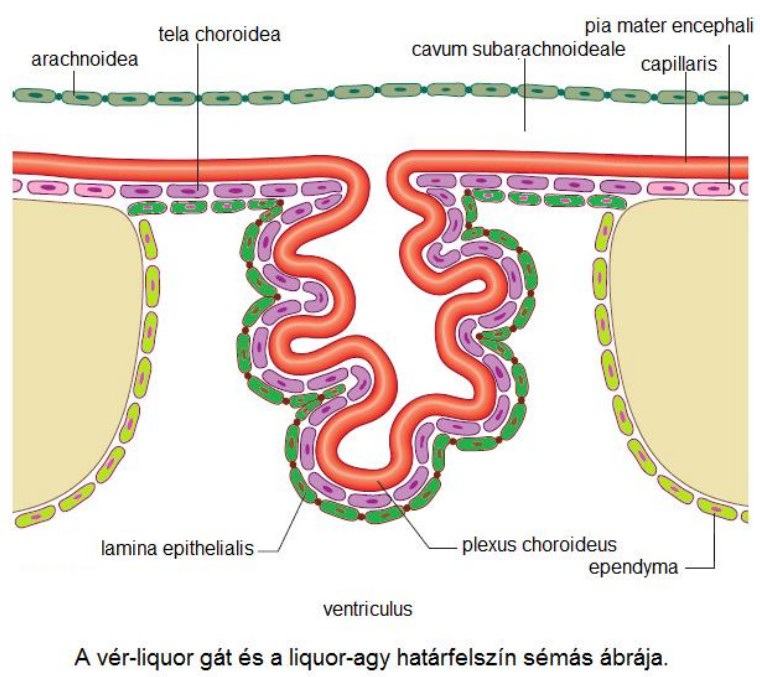 pia mater encephali
tela choroidea
cavum subarachnoideale
arachnoidea
capillaris
lamina epithelialis
plexus choroideus
ependyma
ventriculus
A vér-liquor gát és a liquor-agy határfelszín sémás ábrája.